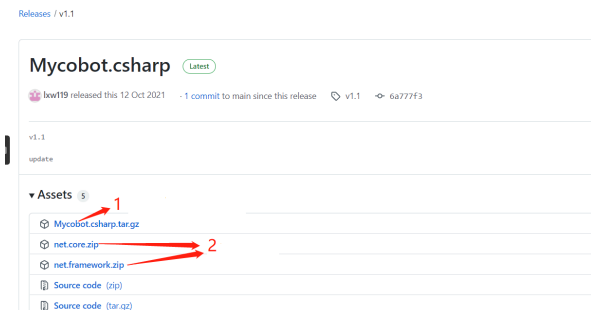 Releases / v1.1
Mycobot.csharp Latest
lxw119 released this 12 Oct 2021 · 1 commit to main since this release v1.1 6a777f3
v1.1
update
Assets 5
1
Mycobot.csharp.tar.gz
net.core.zip
2
net.framework.zip
Source code (zip)
Source code (tar.gz)